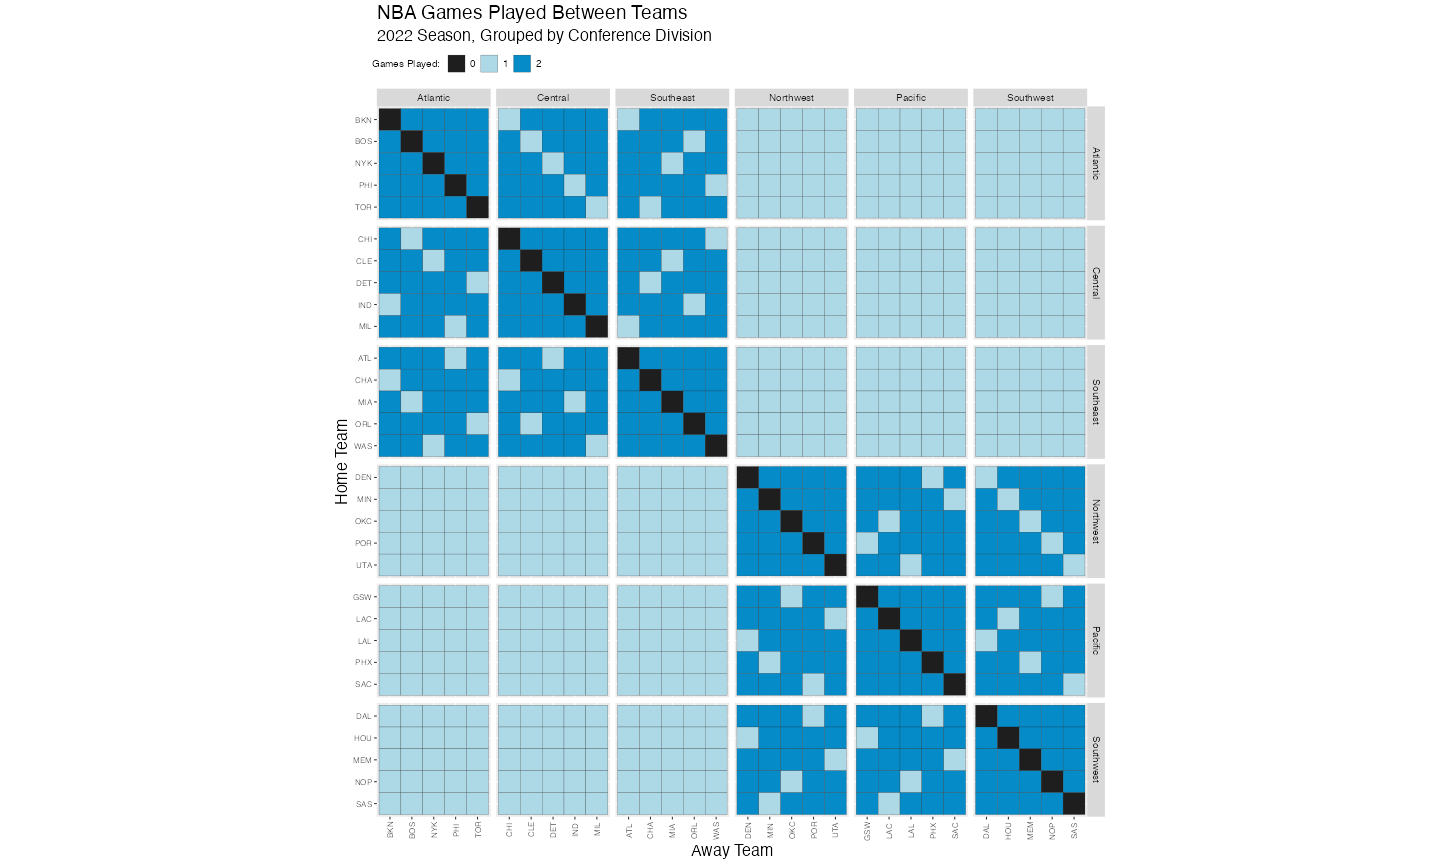 NBA Games Played Between Teams
2022 Season, Grouped by Conference Division
Games Played: 0 1 2
Atlantic Central Southeast Northwest Pacific Southwest
BKN
BOS
NYK
PHI
TOR
Atlantic
CHI
CLE
DET
IND
MIL
Central
ATL
CHA
MIA
ORL
WAS
Southeast
Home Team
DEN
MIN
OKC
POR
UTA
Northwest
GSW
LAC
LAL
PHX
SAC
Pacific
DAL
HOU
MEM
NOP
SAS
Southwest
BKN BOS NYK PHI TOR CHI CLE DET IND MIL ATL CHA MIA ORL WAS DEN MIN OKC POR UTA GSW LAC LAL PHX SAC DAL HOU MEM NOP SAS
Away Team